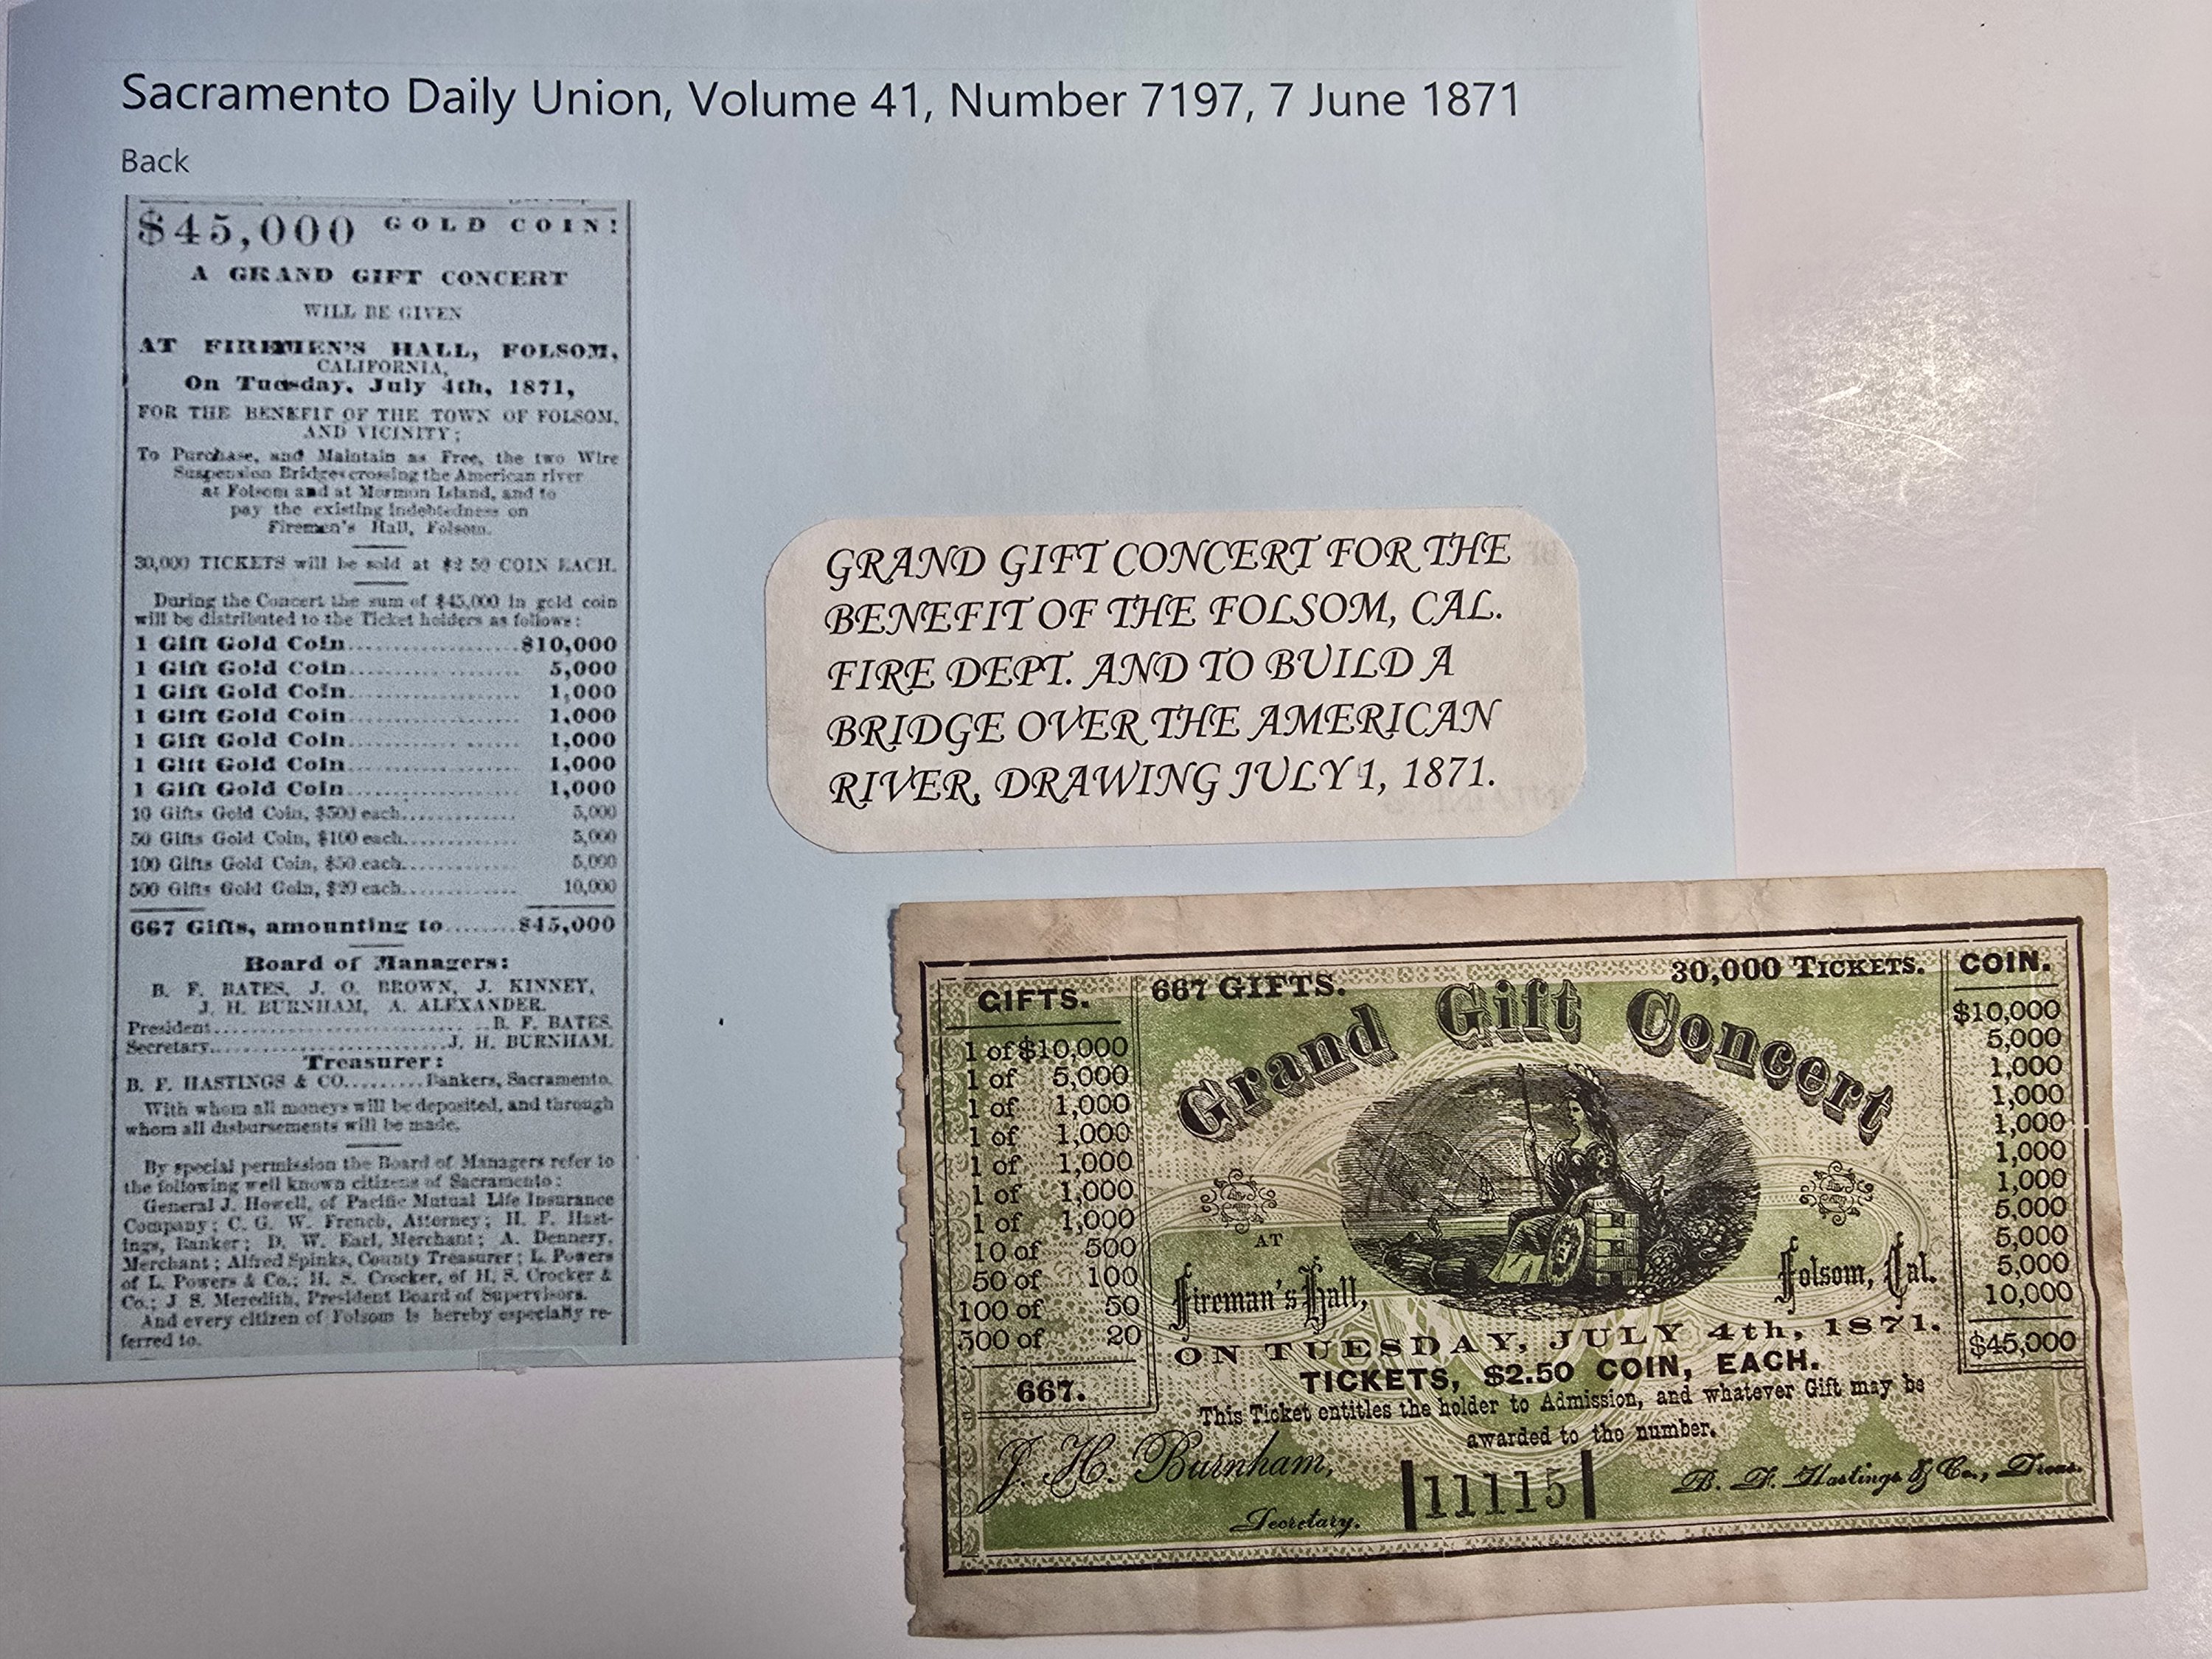 Sacramento Daily Union, Volume 41, Number 7197, 7 June 1871
Back
$45,000 GOLD COIN!
A GRAND GIFT CONCERT
WILL BE GIVEN
AT FIREMEN'S HALL, FOLSOM,
CALIFORNIA,
On Tuesday, July 4th, 1871,
FOR THE BENEFIT OF THE TOWN OF FOLSOM,
AND VICINITY;
To Purchase, and Maintain as Free, the two Wire
Suspension Bridges crossing the American river
at Folsom and at Mormon Island, and to
pay the existing indebtedness on
Firemen's Hall, Folsom.
30,000 TICKETS will be sold at $2 50 COIN EACH.
During the Concert the sum of $45,000 in gold coin
will be distributed to the Ticket holders as follows:
1 Gift Gold Coin....................$10,000
1 Gift Gold Coin.................... 5,000
1 Gift Gold Coin.................... 1,000
1 Gift Gold Coin.................... 1,000
1 Gift Gold Coin.................... 1,000
1 Gift Gold Coin.................... 1,000
1 Gift Gold Coin.................... 1,000
10 Gifts Gold Coin, $500 each............ 5,000
50 Gifts Gold Coin, $100 each............ 5,000
100 Gifts Gold Coin, $50 each............ 5,000
500 Gifts Gold Coin, $20 each............ 10,000
667 Gifts, amounting to........$45,000
Board of Managers:
B. F. BATES, J. O. BROWN, J. KINNEY,
J. H. BURNHAM, A. ALEXANDER.
President..............................B. F. BATES.
Secretary..........................J. H. BURNHAM.
Treasurer:
B. F. HASTINGS & CO.........Bankers, Sacramento.
With whom all moneys will be deposited, and through
whom all disbursements will be made.
By special permission the Board of Managers refer to
the following well known citizens of Sacramento:
General J. Howell, of Pacific Mutual Life Insurance
Company; C. G. W. French, Attorney; H. F. Hast-
ings, Banker; D. W. Earl, Merchant; A. Dennery,
Merchant; Alfred Spinks, County Treasurer; L. Powers
of L. Powers & Co.; H. S. Crocker, of H. S. Crocker &
Co.; J. S. Meredith, President Board of Supervisors.
And every citizen of Folsom is hereby especially re-
ferred to.
GRAND GIFT CONCERT FOR THE
BENEFIT OF THE FOLSOM, CAL.
FIRE DEPT. AND TO BUILD A
BRIDGE OVER THE AMERICAN
RIVER, DRAWING JULY 1, 1871.
GIFTS.
1 of $10,000
1 of 5,000
1 of 1,000
1 of 1,000
1 of 1,000
1 of 1,000
1 of 1,000
10 of 500
50 of 100
100 of 50
500 of 20
667.
667 GIFTS.
30,000 TICKETS.
Grand Gift Concert
AT
Fireman's Hall,
Folsom, Cal.
ON TUESDAY, JULY 4th, 1871.
TICKETS, $2.50 COIN, EACH.
This Ticket entitles the holder to Admission, and whatever Gift may be
awarded to the number.
J. H. Burnham,
Secretary.
11115
B. F. Hastings & Co., Treas.
COIN.
$10,000
5,000
1,000
1,000
1,000
1,000
1,000
5,000
5,000
5,000
10,000
$45,000